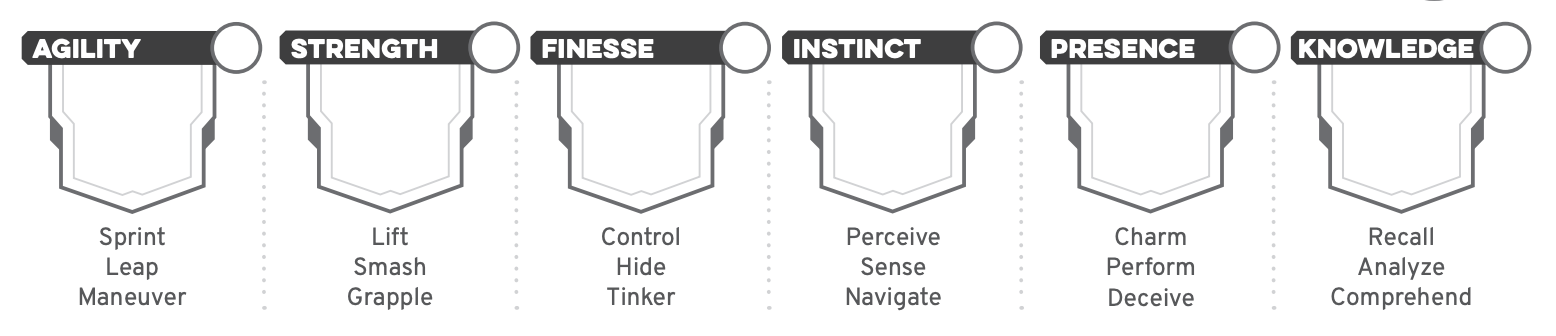 AGILITY
Sprint
Leap
Maneuver
STRENGTH
Lift
Smash
Grapple
FINESSE
Control
Hide
Tinker
INSTINCT
Perceive
Sense
Navigate
PRESENCE
Charm
Perform
Deceive
KNOWLEDGE
Recall
Analyze
Comprehend